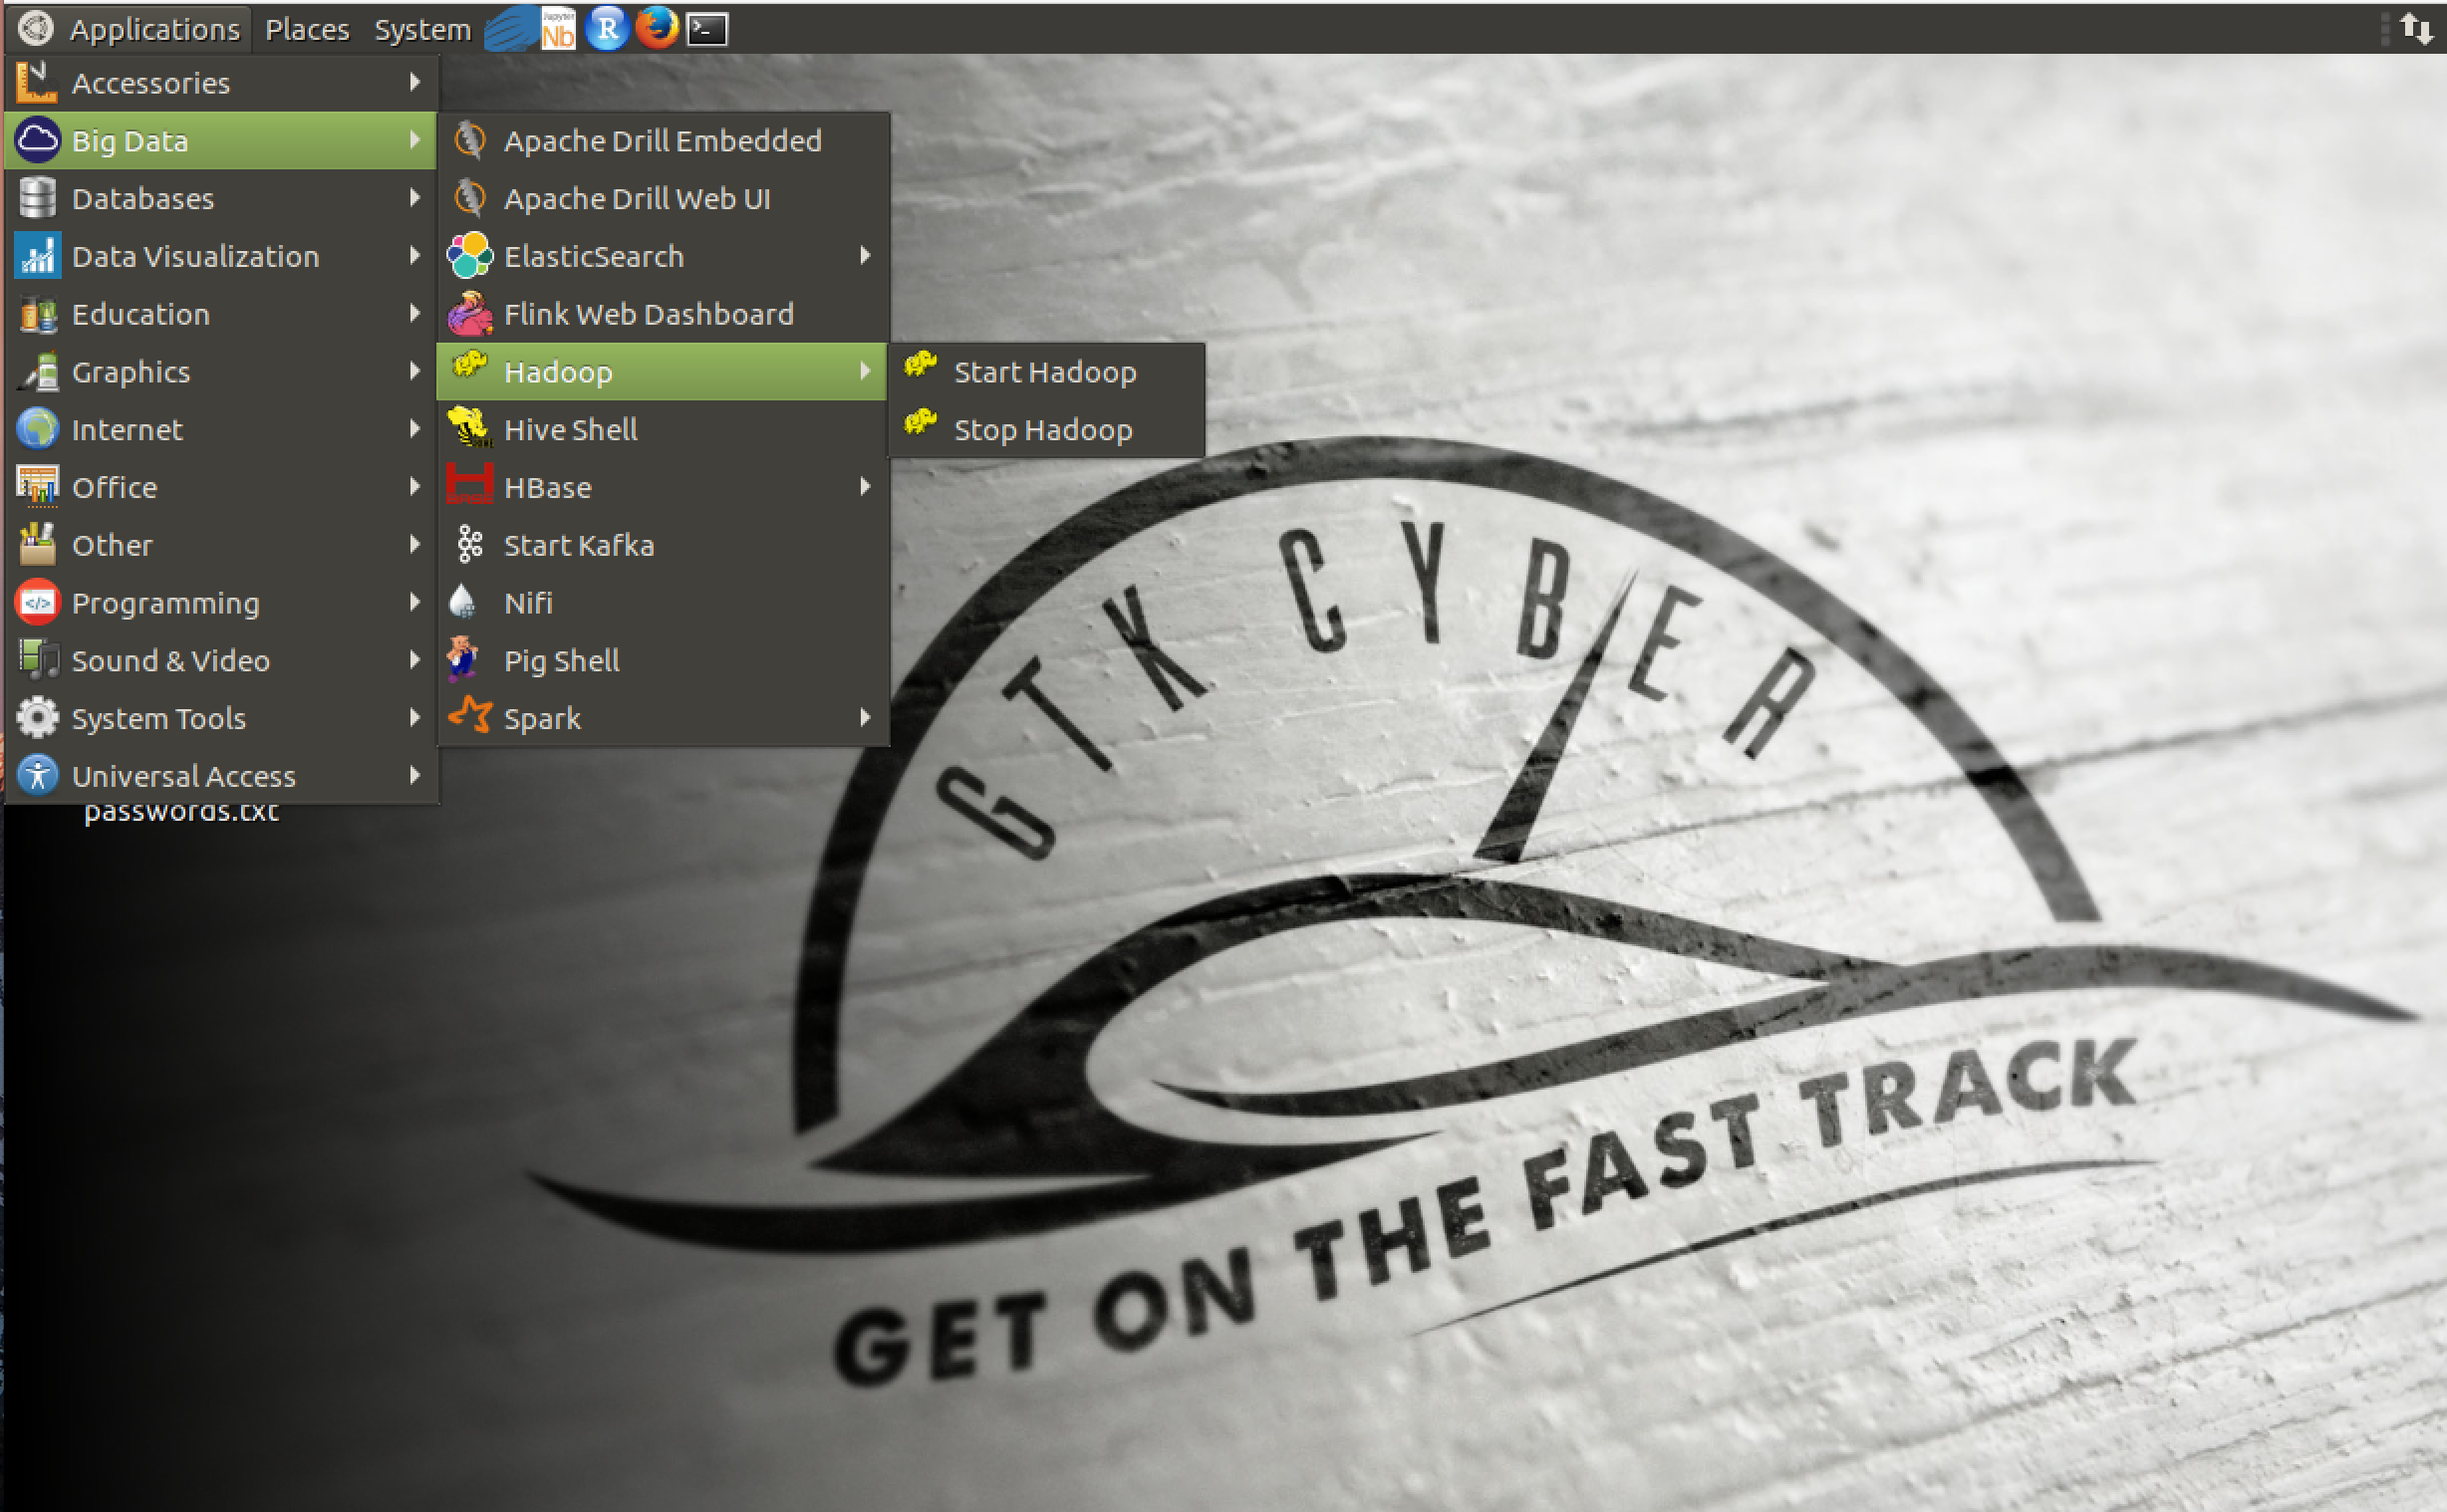 Applications Places System
Jupyter
Nb
R
Accessories
Big Data
Databases
Data Visualization
Education
Graphics
Internet
Office
Other
Programming
Sound & Video
System Tools
Universal Access
passwords.txt
Apache Drill Embedded
Apache Drill Web UI
ElasticSearch
Flink Web Dashboard
Hadoop
Hive Shell
HBase
Start Kafka
Nifi
Pig Shell
Spark
Start Hadoop
Stop Hadoop
GTK CYBER
GET ON THE FAST TRACK